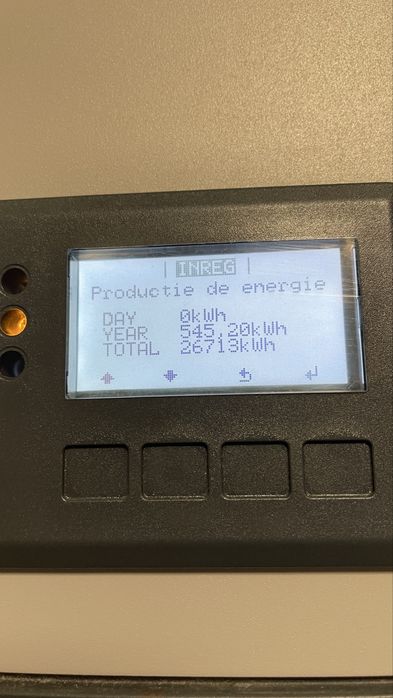 INREG
Productie de energie
DAY 0kWh
YEAR 545,20kWh
TOTAL 26713kWh